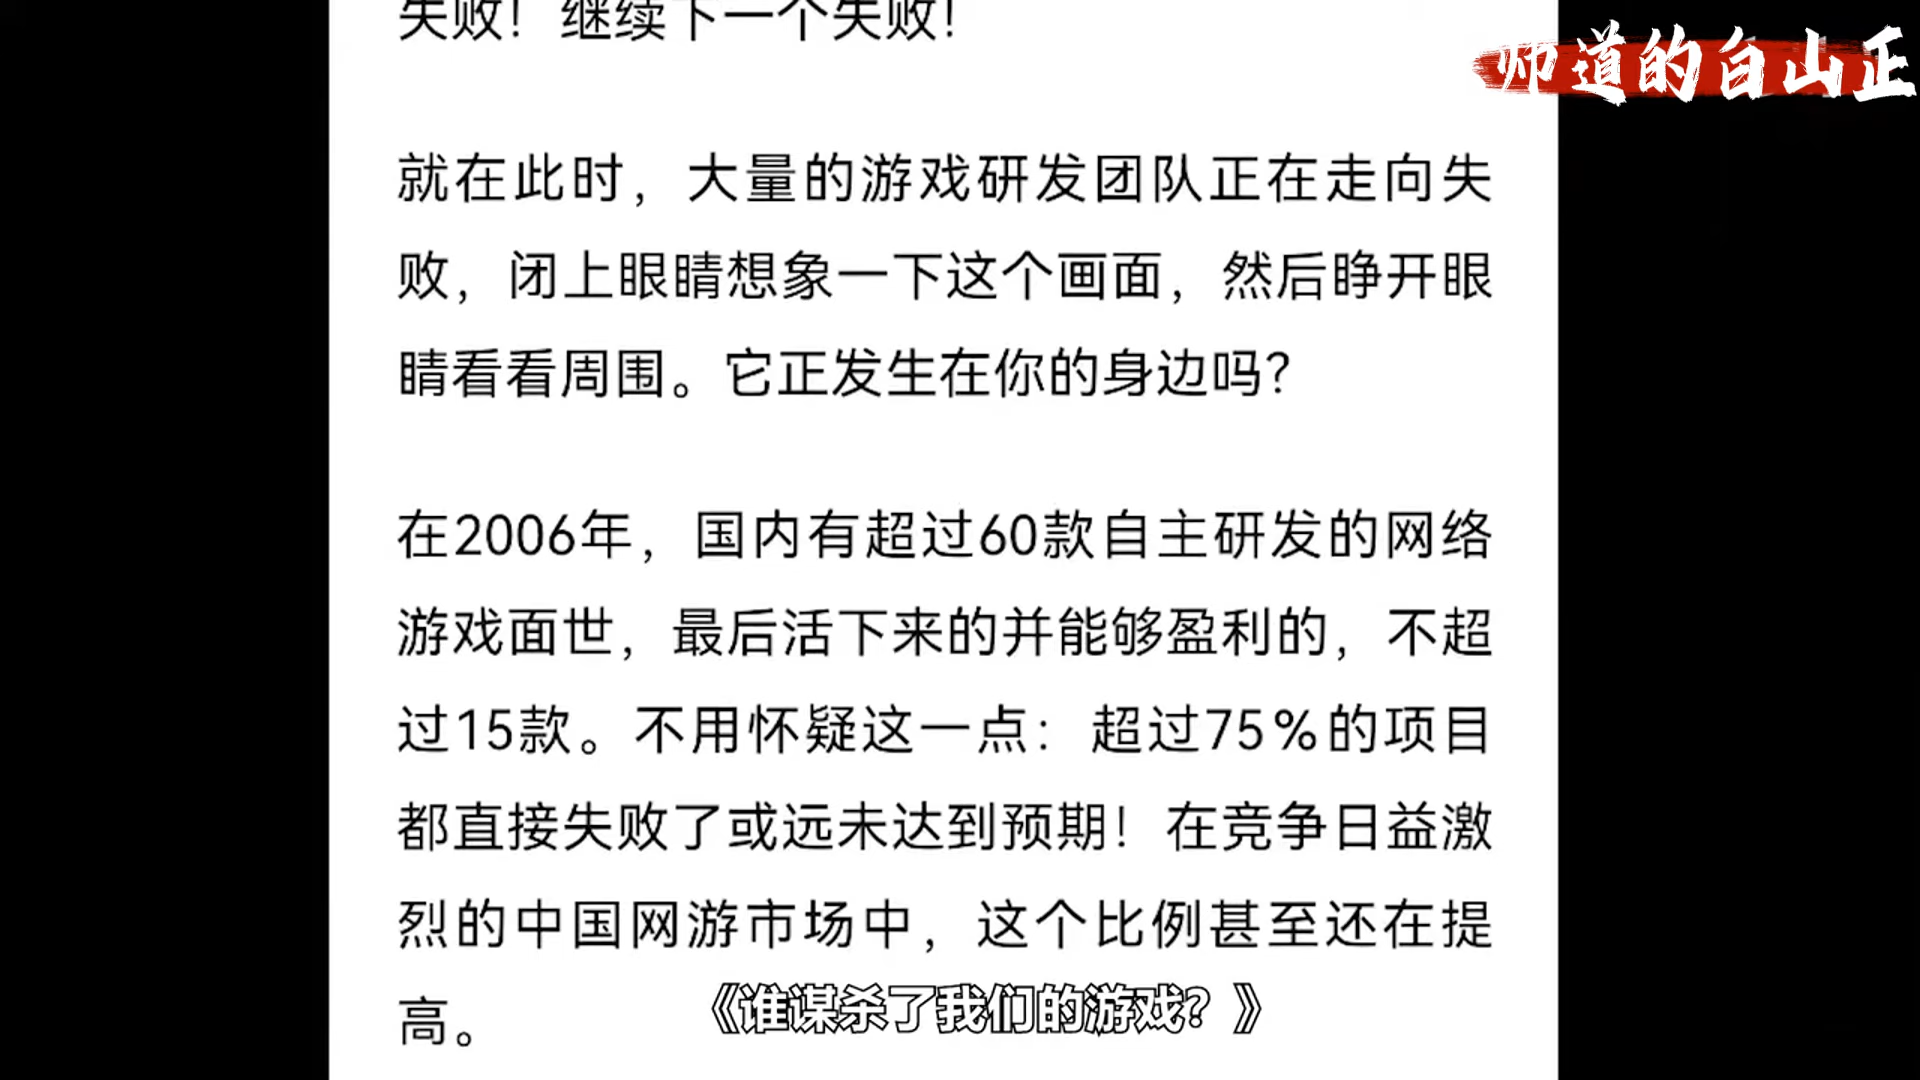 失败！继续下一个失败！
师道的白山正
就在此时，大量的游戏研发团队正在走向失
败，闭上眼睛想象一下这个画面，然后睁开眼
睛看看周围。它正发生在你的身边吗？
在2006年，国内有超过60款自主研发的网络
游戏面世，最后活下来的并能够盈利的，不超
过15款。不用怀疑这一点：超过75%的项目
都直接失败了或远未达到预期！在竞争日益激
烈的中国网游市场中，这个比例甚至还在提
高。
《谁谋杀了我们的游戏？》